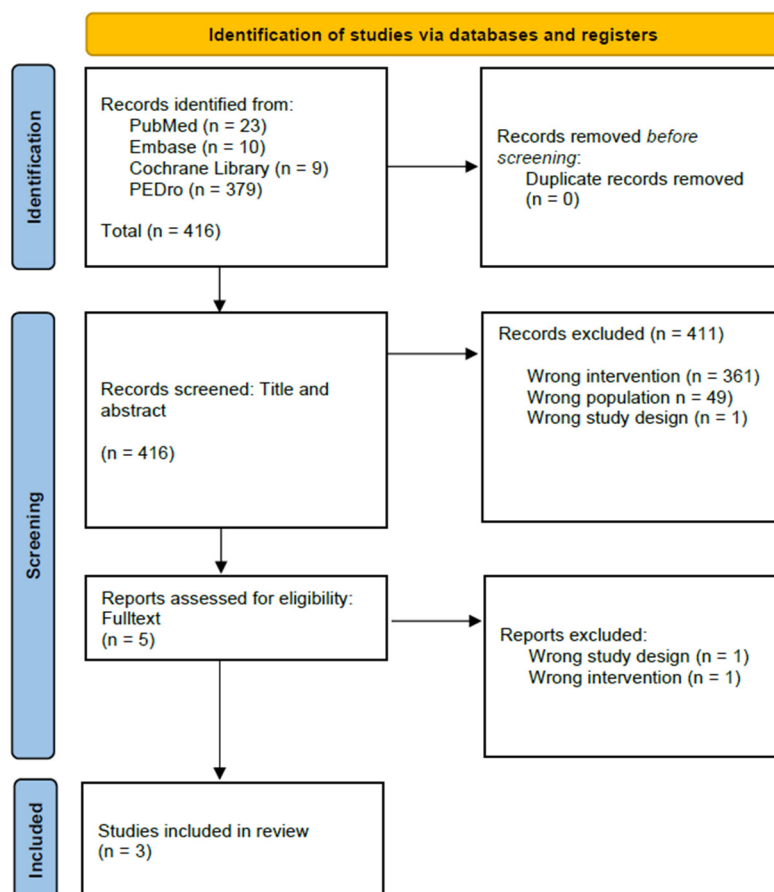 Identification of studies via databases and registers
Identification
Records identified from:
PubMed (n = 23)
Embase (n = 10)
Cochrane Library (n = 9)
PEDro (n = 379)
Total (n = 416)
Records removed before
screening:
Duplicate records removed
(n = 0)
Screening
Records screened: Title and
abstract
(n = 416)
Records excluded (n = 411)
Wrong intervention (n = 361)
Wrong population n = 49)
Wrong study design (n = 1)
Reports assessed for eligibility:
Fulltext
(n = 5)
Reports excluded:
Wrong study design (n = 1)
Wrong intervention (n = 1)
Included
Studies included in review
(n = 3)